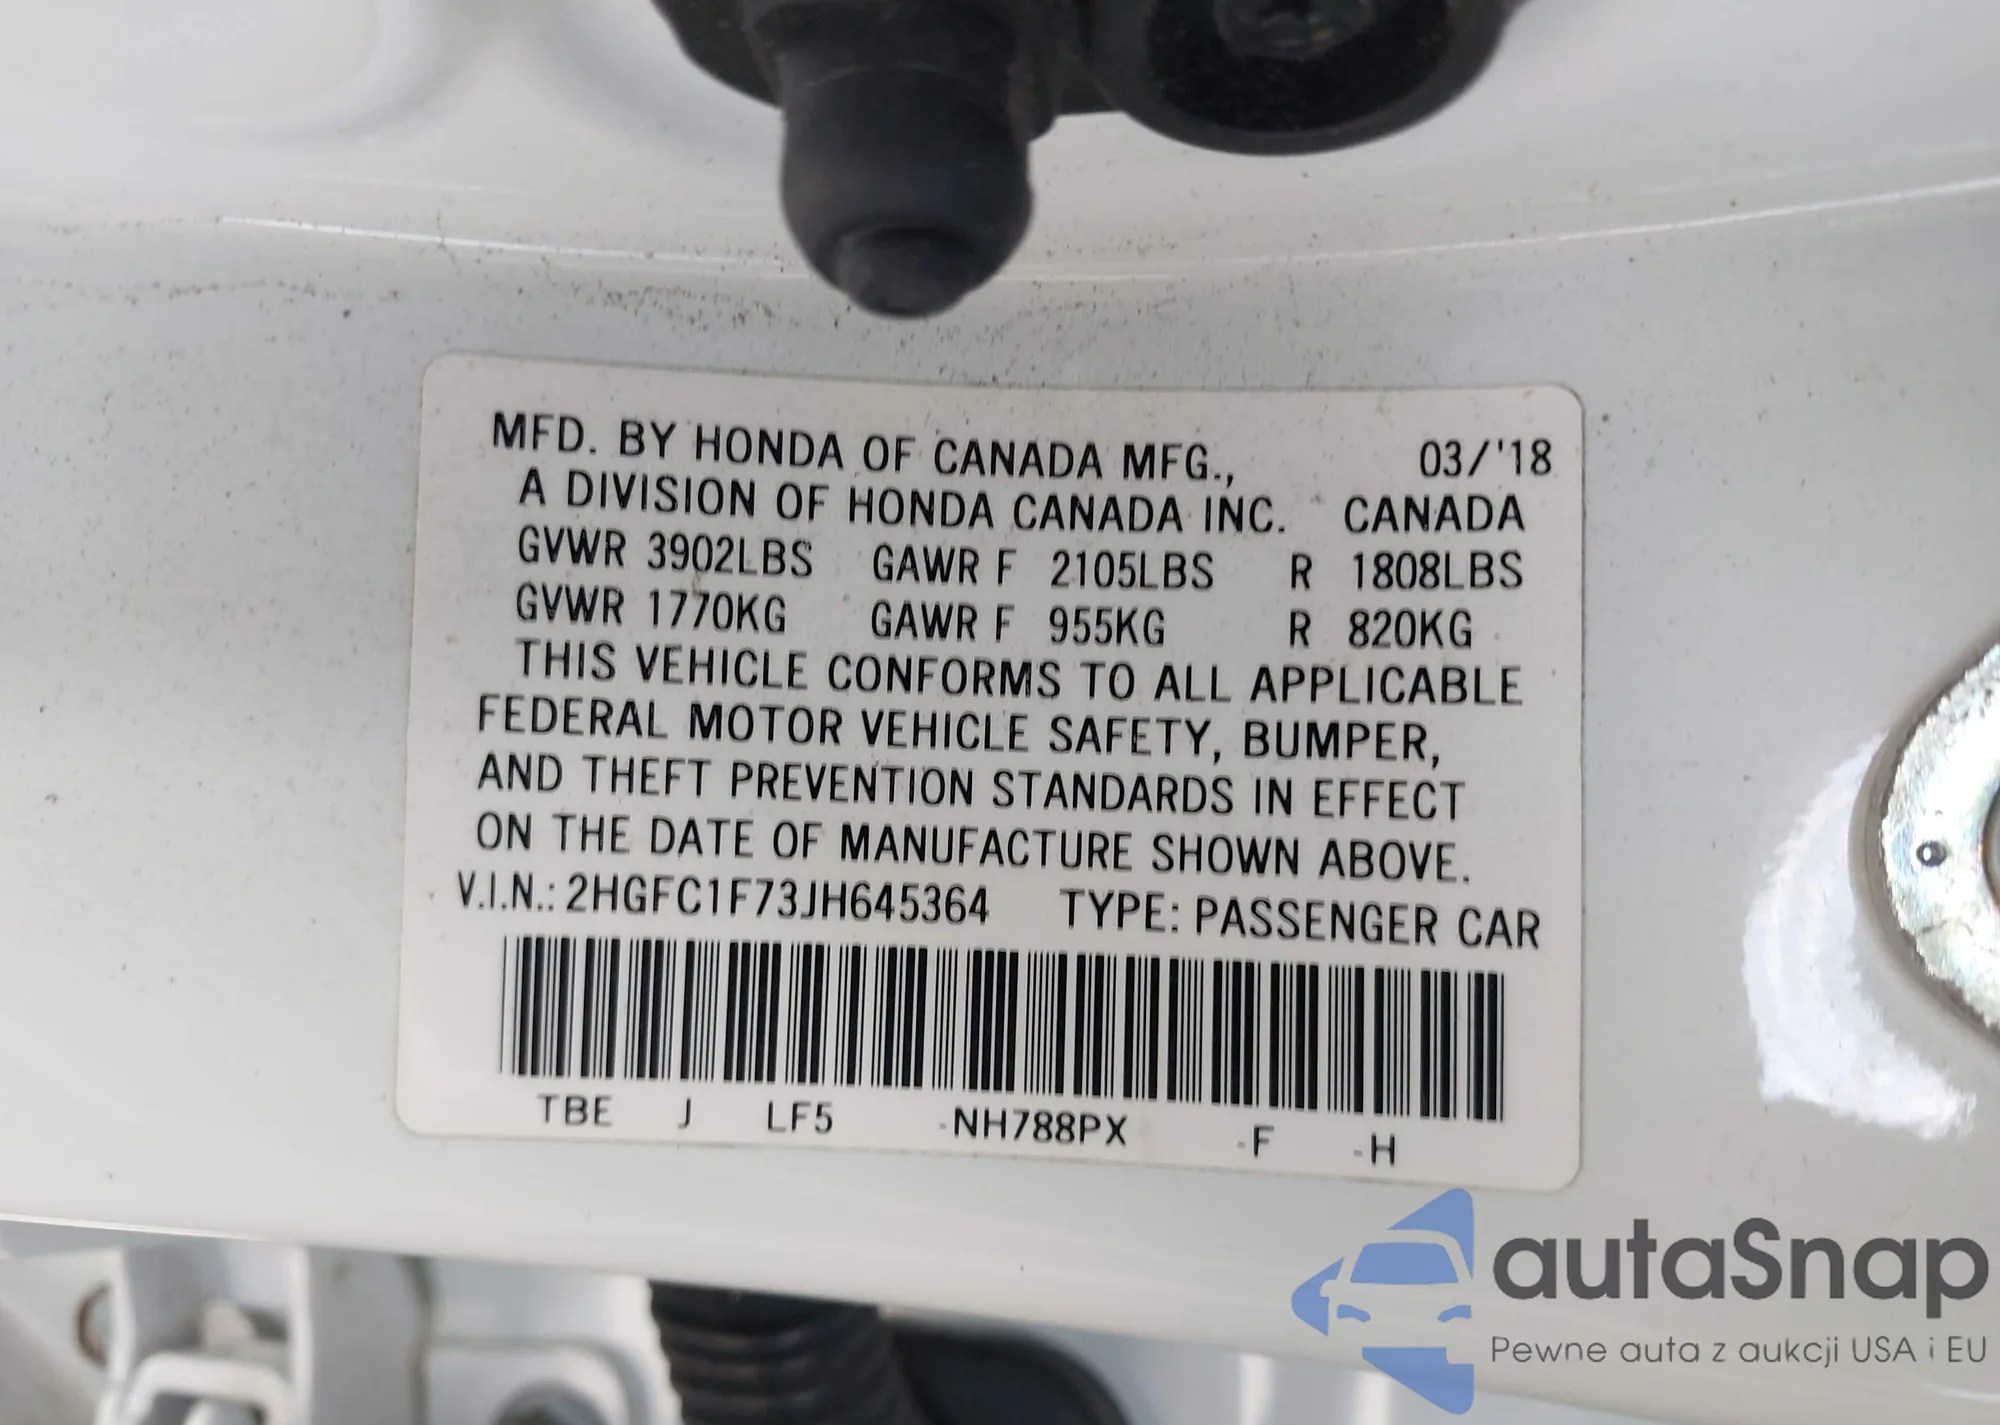 MFD. BY HONDA OF CANADA MFG., 03/'18
A DIVISION OF HONDA CANADA INC. CANADA
GVWR 3902LBS GAWR F 2105LBS R 1808LBS
GVWR 1770KG GAWR F 955KG R 820KG
THIS VEHICLE CONFORMS TO ALL APPLICABLE
FEDERAL MOTOR VEHICLE SAFETY, BUMPER,
AND THEFT PREVENTION STANDARDS IN EFFECT
ON THE DATE OF MANUFACTURE SHOWN ABOVE.
V.I.N.: 2HGFC1F73JH645364 TYPE: PASSENGER CAR
TBE J LF5 -NH788PX -F -H
autaSnap
Pewne auta z aukcji USA i EU